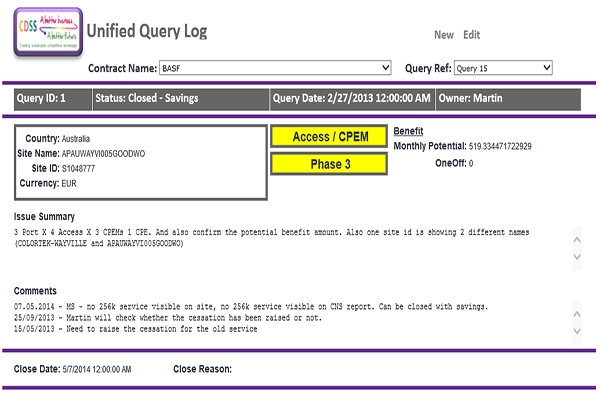 CDSS
A better business
A better future
Creating sustainable competitive advantage
Unified Query Log
New Edit
Contract Name: BASF
Query Ref: Query 15
Query ID: 1 Status: Closed - Savings Query Date: 2/27/2013 12:00:00 AM Owner: Martin
Country: Australia
Site Name: APAUWAYVI005GOODWO
Site ID: S1048777
Currency: EUR
Access / CPEM
Phase 3
Benefit
Monthly Potential: 519.334471722929
OneOff: 0
Issue Summary
3 Port X 4 Access X 3 CPEMs 1 CPE. And also confirm the potential benefit amount. Also one site id is showing 2 different names
(COLORTEK-WAYVILLE and APAUWAYVI005GOODWO)
Comments
07.05.2014 - MS - no 256k service visible on site, no 256k service visible on CNS report. Can be closed with savings.
25/09/2013 - Martin will check whether the cessation has been raised or not.
15/05/2013 - Need to raise the cessation for the old service
Close Date: 5/7/2014 12:00:00 AM Close Reason: